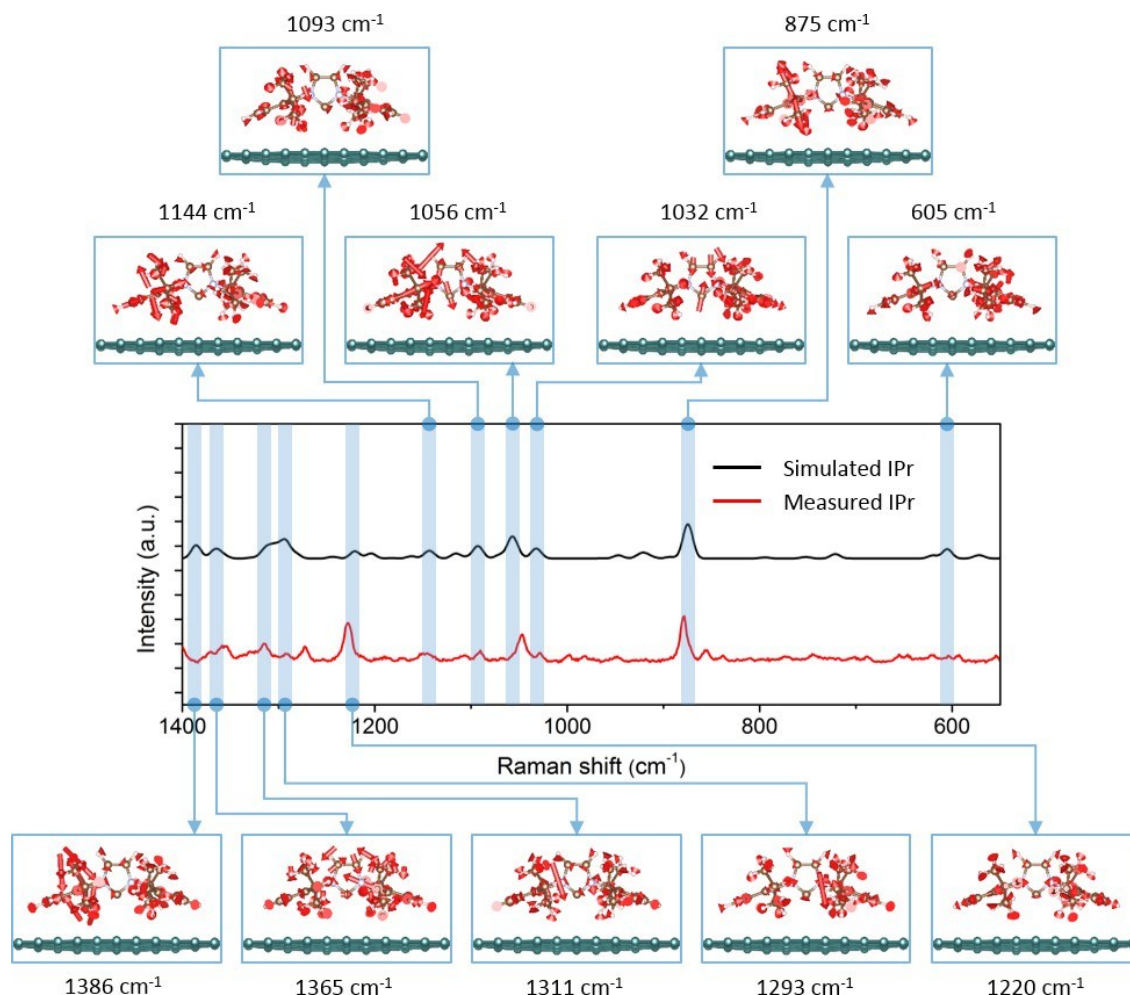 1093 cm-1
875 cm-1
1144 cm-1
1056 cm-1
1032 cm-1
605 cm-1
Simulated IPr
Measured IPr
Intensity (a.u.)
1400
1200
1000
800
600
Raman shift (cm-1)
1386 cm-1
1365 cm-1
1311 cm-1
1293 cm-1
1220 cm-1